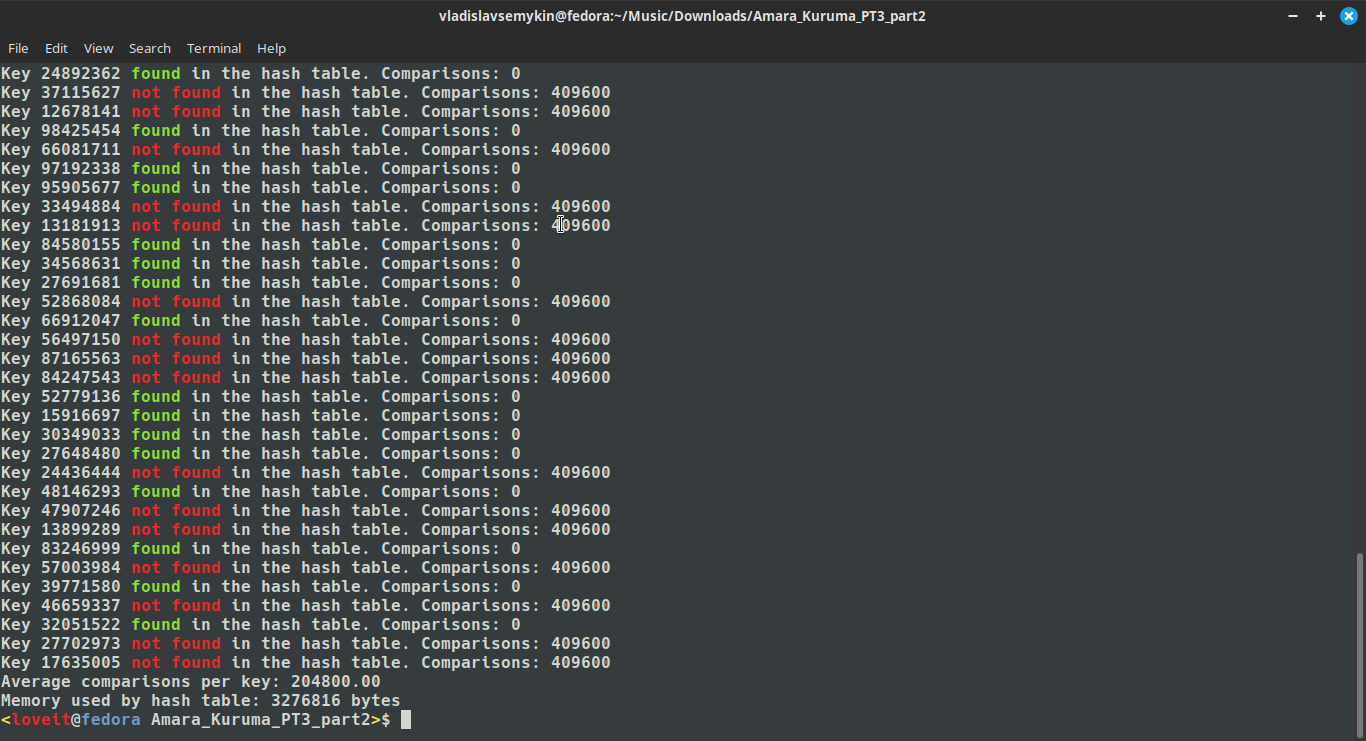 vladislavsemykin@fedora:~/Music/Downloads/Amara_Kuruma_PT3_part2
File Edit View Search Terminal Help
Key 24892362 found in the hash table. Comparisons: 0
Key 37115627 not found in the hash table. Comparisons: 409600
Key 12678141 not found in the hash table. Comparisons: 409600
Key 98425454 found in the hash table. Comparisons: 0
Key 66081711 not found in the hash table. Comparisons: 409600
Key 97192338 found in the hash table. Comparisons: 0
Key 95905677 found in the hash table. Comparisons: 0
Key 33494884 not found in the hash table. Comparisons: 409600
Key 13181913 not found in the hash table. Comparisons: 409600
Key 84580155 found in the hash table. Comparisons: 0
Key 34568631 found in the hash table. Comparisons: 0
Key 27691681 found in the hash table. Comparisons: 0
Key 52868084 not found in the hash table. Comparisons: 409600
Key 66912047 found in the hash table. Comparisons: 0
Key 56497150 not found in the hash table. Comparisons: 409600
Key 87165563 not found in the hash table. Comparisons: 409600
Key 84247543 not found in the hash table. Comparisons: 409600
Key 52779136 found in the hash table. Comparisons: 0
Key 15916697 found in the hash table. Comparisons: 0
Key 30349033 found in the hash table. Comparisons: 0
Key 27648480 found in the hash table. Comparisons: 0
Key 24436444 not found in the hash table. Comparisons: 409600
Key 48146293 found in the hash table. Comparisons: 0
Key 47907246 not found in the hash table. Comparisons: 409600
Key 13899289 not found in the hash table. Comparisons: 409600
Key 83246999 found in the hash table. Comparisons: 0
Key 57003984 not found in the hash table. Comparisons: 409600
Key 39771580 found in the hash table. Comparisons: 0
Key 46659337 not found in the hash table. Comparisons: 409600
Key 32051522 found in the hash table. Comparisons: 0
Key 27702973 not found in the hash table. Comparisons: 409600
Key 17635005 not found in the hash table. Comparisons: 409600
Average comparisons per key: 204800.00
Memory used by hash table: 3276816 bytes
<loveit@fedora Amara_Kuruma_PT3_part2>$